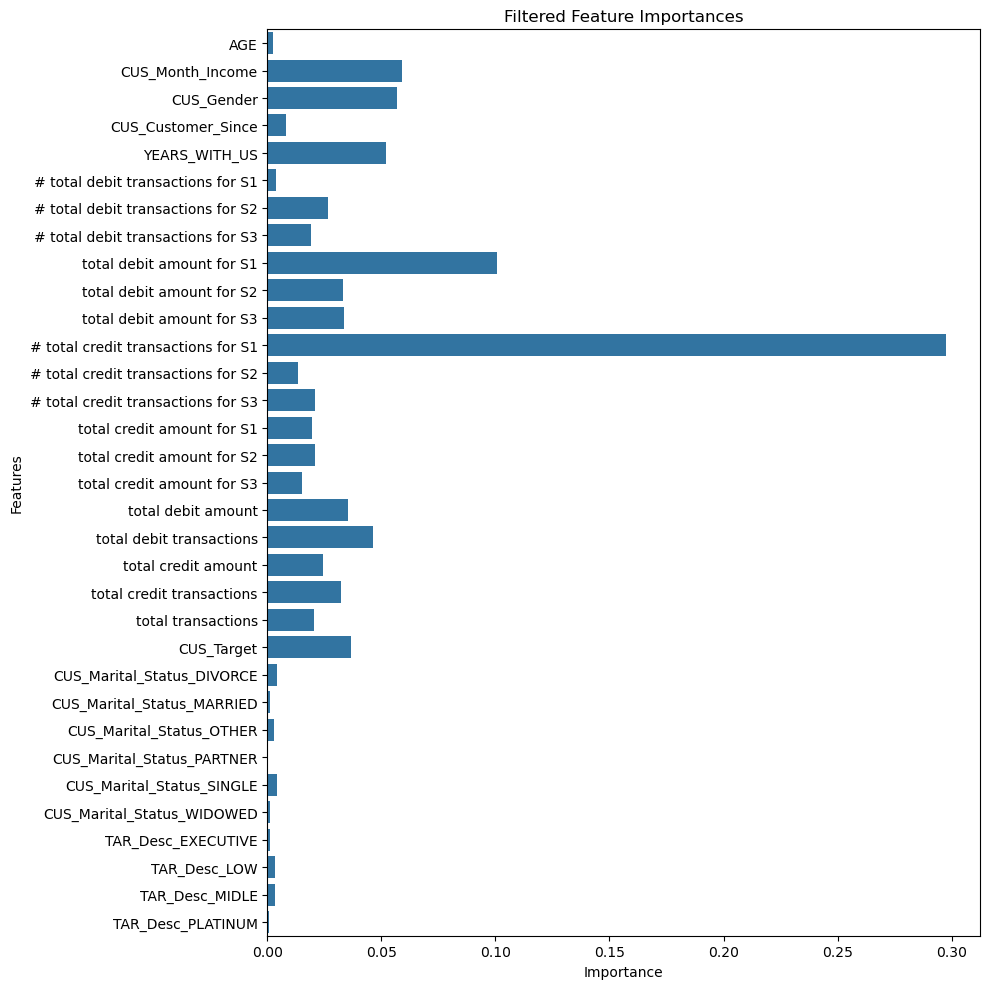 Filtered Feature Importances
Features
AGE
CUS_Month_Income
CUS_Gender
CUS_Customer_Since
YEARS_WITH_US
# total debit transactions for S1
# total debit transactions for S2
# total debit transactions for S3
total debit amount for S1
total debit amount for S2
total debit amount for S3
# total credit transactions for S1
# total credit transactions for S2
# total credit transactions for S3
total credit amount for S1
total credit amount for S2
total credit amount for S3
total debit amount
total debit transactions
total credit amount
total credit transactions
total transactions
CUS_Target
CUS_Marital_Status_DIVORCE
CUS_Marital_Status_MARRIED
CUS_Marital_Status_OTHER
CUS_Marital_Status_PARTNER
CUS_Marital_Status_SINGLE
CUS_Marital_Status_WIDOWED
TAR_Desc_EXECUTIVE
TAR_Desc_LOW
TAR_Desc_MIDLE
TAR_Desc_PLATINUM
0.00 0.05 0.10 0.15 0.20 0.25 0.30
Importance